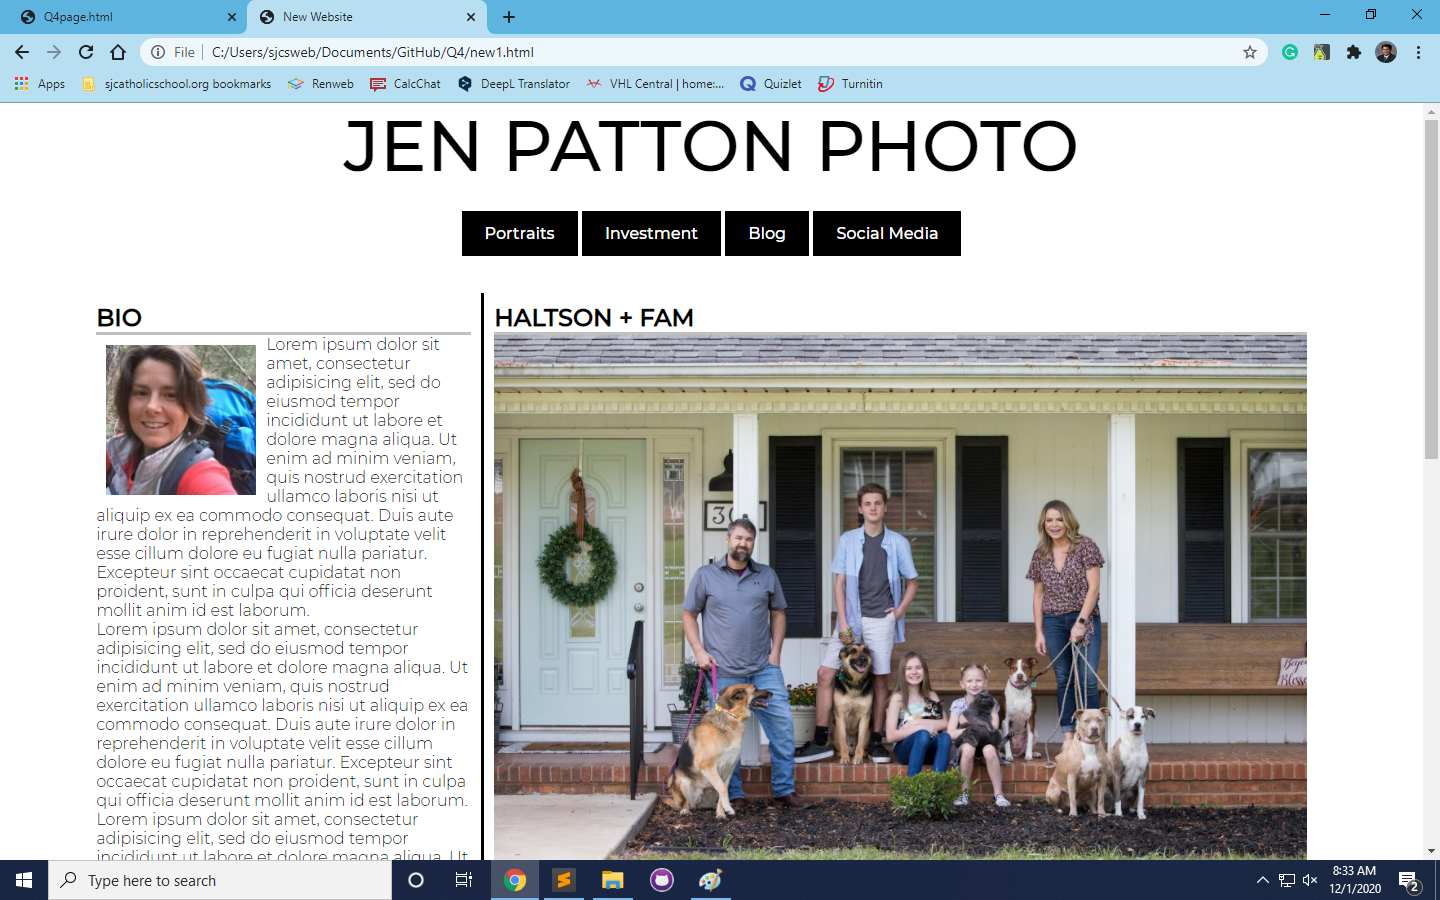 Q4page.html
New Website
File
C:/Users/sjcsweb/Documents/GitHub/Q4/new1.html
Apps
sjcatholicschool.org bookmarks
Renweb
CalcChat
DeepL Translator
VHL Central | home:...
Quizlet
Turnitin
JEN PATTON PHOTO
Portraits
Investment
Blog
Social Media
BIO
Lorem ipsum dolor sit
amet, consectetur
adipisicing elit, sed do
eiusmod tempor
incididunt ut labore et
dolore magna aliqua. Ut
enim ad minim veniam,
quis nostrud exercitation
ullamco laboris nisi ut
aliquip ex ea commodo consequat. Duis aute
irure dolor in reprehenderit in voluptate velit
esse cillum dolore eu fugiat nulla pariatur.
Excepteur sint occaecat cupidatat non
proident, sunt in culpa qui officia deserunt
mollit anim id est laborum.
Lorem ipsum dolor sit amet, consectetur
adipisicing elit, sed do eiusmod tempor
incididunt ut labore et dolore magna aliqua. Ut
enim ad minim veniam, quis nostrud
exercitation ullamco laboris nisi ut aliquip ex ea
commodo consequat. Duis aute irure dolor in
reprehenderit in voluptate velit esse cillum
dolore eu fugiat nulla pariatur. Excepteur sint
occaecat cupidatat non proident, sunt in culpa
qui officia deserunt mollit anim id est laborum.
Lorem ipsum dolor sit amet, consectetur
adipisicing elit, sed do eiusmod tempor
incididunt ut labore et dolore magna aliqua. Ut
HALTSON + FAM
30
Type here to search
8:33 AM
12/1/2020
2